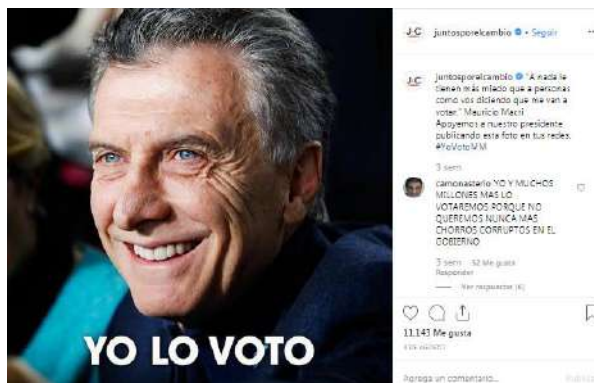 YO LO VOTO
JxC juntosporelcambio • Seguir
JxC juntosporelcambio "A nada le
tienen más miedo que a personas
como vos diciendo que me van a
votar." Mauricio Macri
Apoyemos a nuestro presidente
publicando esta foto en tus redes.
#YoVotoMM
3 sem
camonasterio YO Y MUCHOS
MILLONES MAS LO
VOTAREMOS PORQUE NO
QUEREMOS NUNCA MAS
CHORROS CORRUPTOS EN EL
GOBIERNO
3 sem 52 Me gusta
Responder
Ver respuestas (6)
11,143 Me gusta
Agrega un comentario...